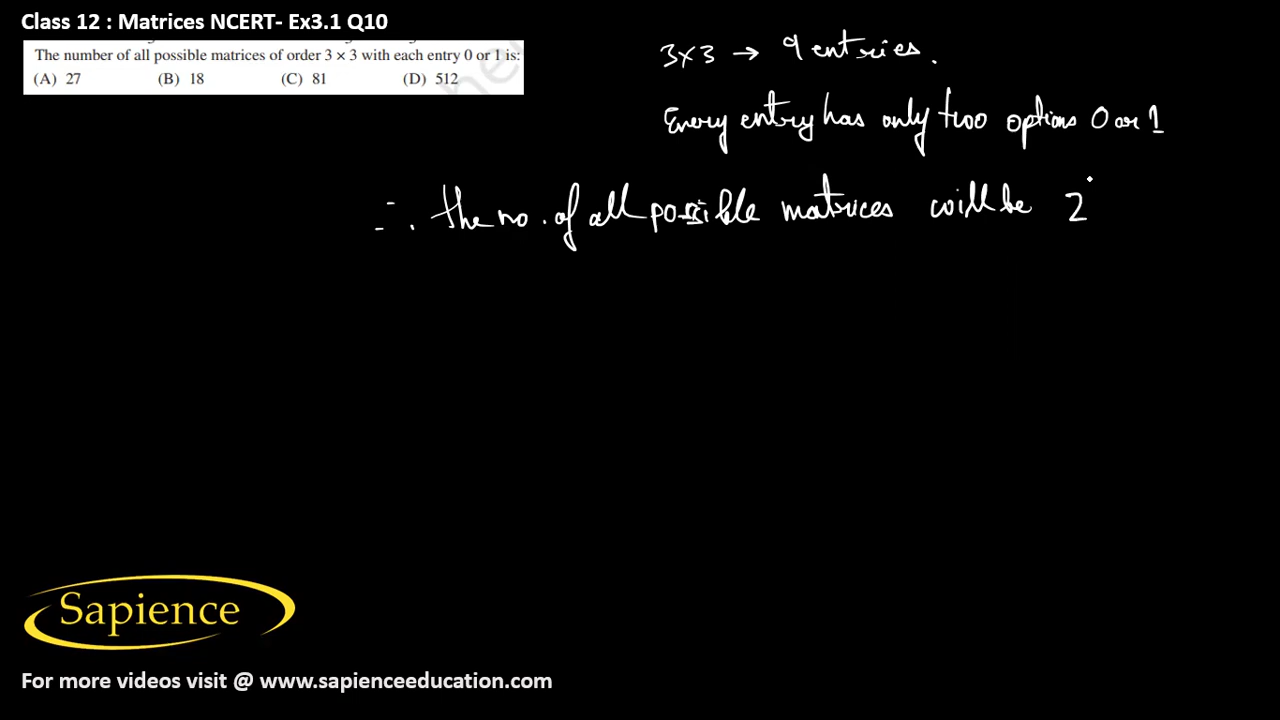 Class 12 : Matrices NCERT- Ex3.1 Q10
The number of all possible matrices of order 3 × 3 with each entry 0 or 1 is:
(A) 27 (B) 18 (C) 81 (D) 512
3x3 → 9 entries.
Every entry has only two options 0 or 1
∴ the no. of all possible matrices will be 2
Sapience
For more videos visit @ www.sapienceeducation.com